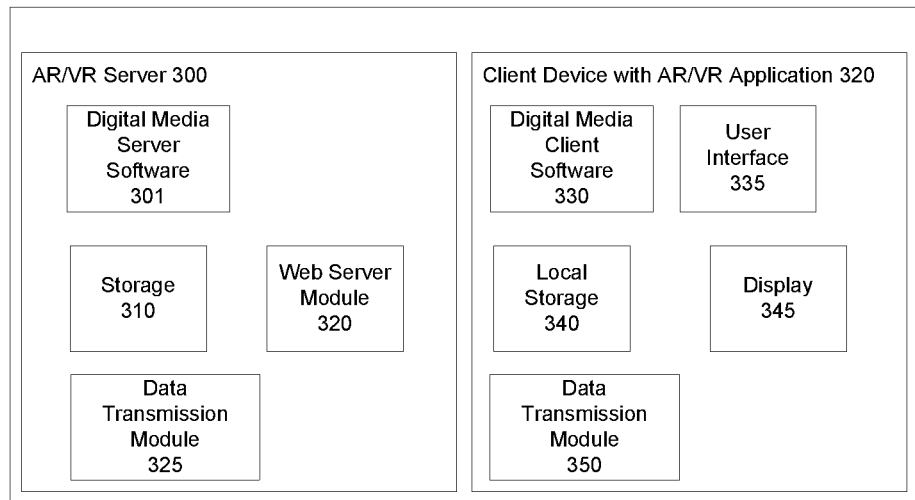 AR/VR Server 300
Digital Media
Server
Software
301
Storage
310
Web Server
Module
320
Data
Transmission
Module
325
Client Device with AR/VR Application 320
Digital Media
Client
Software
330
User
Interface
335
Local
Storage
340
Display
345
Data
Transmission
Module
350